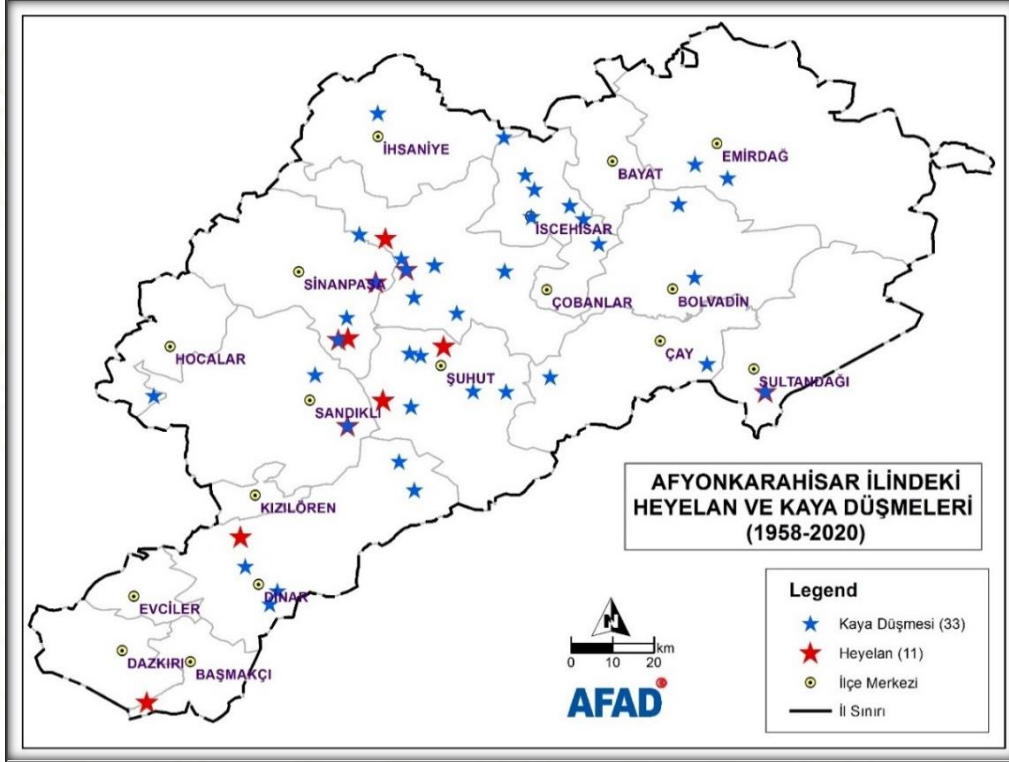 İHSANİYE
EMİRDAĞ
BAYAT
İSCEHİSAR
SİNANPAŞA
ÇOBANLAR
BOLVADİN
HOCALAR
ÇAY
ŞUHUT
SULTANDAĞI
SANDIKLI
KIZILÖREN
DİNAR
EVCİLER
DAZKIRI
BAŞMAKÇI
AFYONKARAHİSAR İLİNDEKİ
HEYELAN VE KAYA DÜŞMELERİ
(1958-2020)
N
km
0 10 20
AFAD
Legend
Kaya Düşmesi (33)
Heyelan (11)
İlçe Merkezi
İl Sınırı